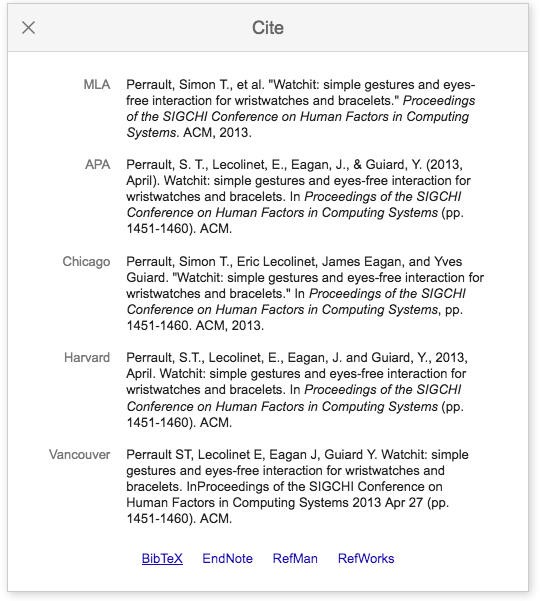 Cite
MLA Perrault, Simon T., et al. "Watchit: simple gestures and eyes-
free interaction for wristwatches and bracelets." Proceedings
of the SIGCHI Conference on Human Factors in Computing
Systems. ACM, 2013.
APA Perrault, S. T., Lecolinet, E., Eagan, J., & Guiard, Y. (2013,
April). Watchit: simple gestures and eyes-free interaction for
wristwatches and bracelets. In Proceedings of the SIGCHI
Conference on Human Factors in Computing Systems (pp.
1451-1460). ACM.
Chicago Perrault, Simon T., Eric Lecolinet, James Eagan, and Yves
Guiard. "Watchit: simple gestures and eyes-free interaction for
wristwatches and bracelets." In Proceedings of the SIGCHI
Conference on Human Factors in Computing Systems, pp.
1451-1460. ACM, 2013.
Harvard Perrault, S.T., Lecolinet, E., Eagan, J. and Guiard, Y., 2013,
April. Watchit: simple gestures and eyes-free interaction for
wristwatches and bracelets. In Proceedings of the SIGCHI
Conference on Human Factors in Computing Systems (pp.
1451-1460). ACM.
Vancouver Perrault ST, Lecolinet E, Eagan J, Guiard Y. Watchit: simple
gestures and eyes-free interaction for wristwatches and
bracelets. InProceedings of the SIGCHI Conference on
Human Factors in Computing Systems 2013 Apr 27 (pp.
1451-1460). ACM.
BibTeX EndNote RefMan RefWorks